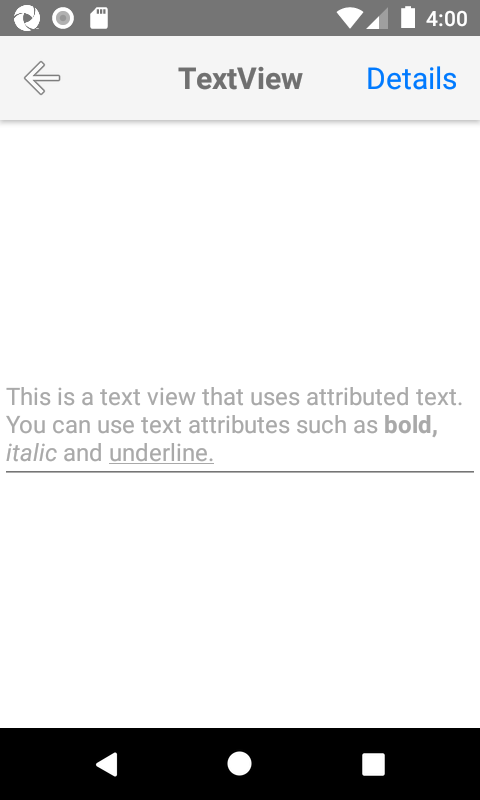 4:00
TextView
Details
This is a text view that uses attributed text.
You can use text attributes such as bold,
italic and underline.